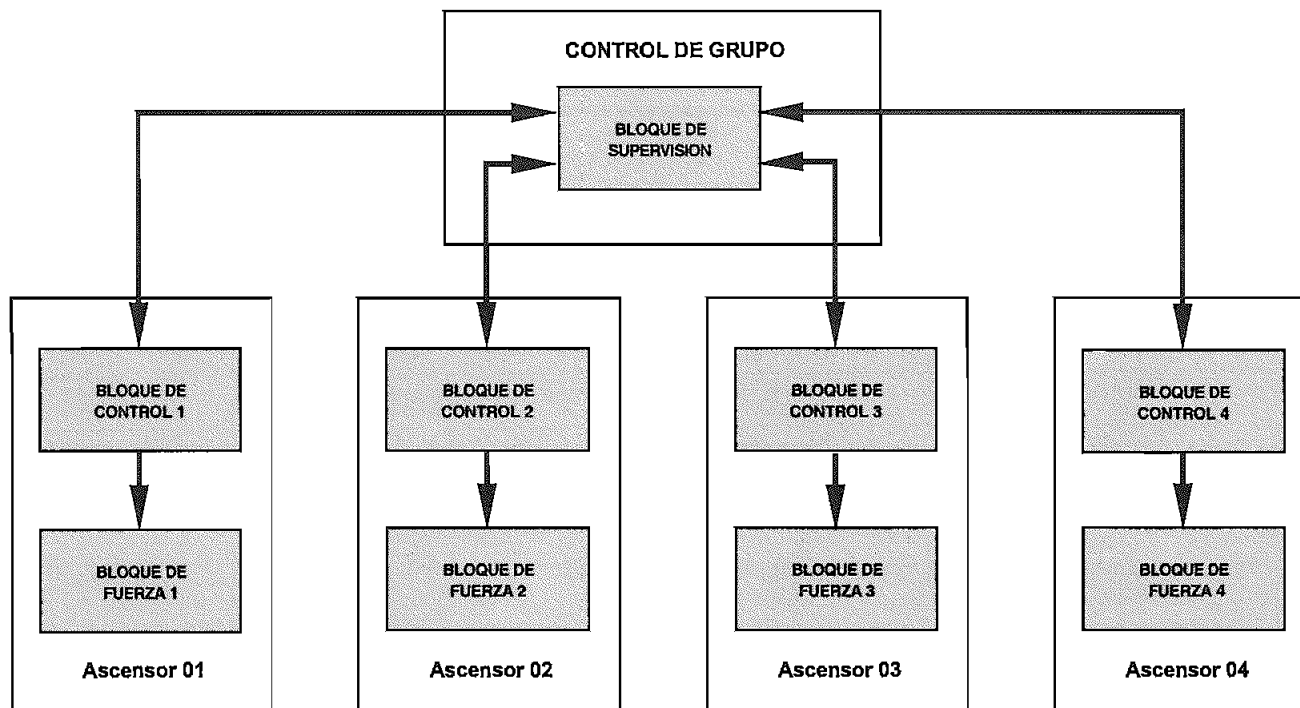 CONTROL DE GRUPO
BLOQUE DE
SUPERVISION
BLOQUE DE
CONTROL 1
BLOQUE DE
CONTROL 2
BLOQUE DE
CONTROL 3
BLOQUE DE
CONTROL 4
BLOQUE DE
FUERZA 1
BLOQUE DE
FUERZA 2
BLOQUE DE
FUERZA 3
BLOQUE DE
FUERZA 4
Ascensor 01
Ascensor 02
Ascensor 03
Ascensor 04